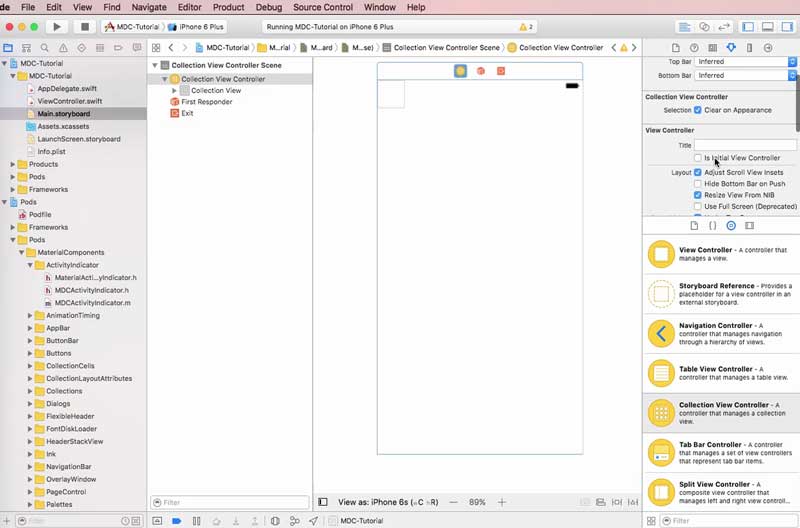 de File Edit View Find Navigate Editor Product Debug Source Control Window Help
MDC-Tutorial iPhone 6 Plus
Running MDC-Tutorial on iPhone 6 Plus
2
MDC-Tutorial M...rial M...ard M...se) Collection View Controller Scene Collection View Controller
MDC-Tutorial
MDC-Tutorial
AppDelegate.swift
ViewController.swift
Main.storyboard
Assets.xcassets
LaunchScreen.storyboard
Info.plist
Products
Pods
Frameworks
Pods
Podfile
Frameworks
Pods
MaterialComponents
ActivityIndicator
MaterialActi...yIndicator.h
MDCActivityIndicator.h
MDCActivityIndicator.m
AnimationTiming
AppBar
ButtonBar
Buttons
CollectionCells
CollectionLayoutAttributes
Collections
Dialogs
FlexibleHeader
FontDiskLoader
HeaderStackView
Ink
NavigationBar
OverlayWindow
PageControl
Palettes
Filter
Collection View Controller Scene
Collection View Controller
Collection View
First Responder
Exit
Filter
View as: iPhone 6s (wC hR)
89%
MDC-Tutorial
Top Bar Inferred
Bottom Bar Inferred
Collection View Controller
Selection Clear on Appearance
View Controller
Title
Is Initial View Controller
Layout Adjust Scroll View Insets
Hide Bottom Bar on Push
Resize View From NIB
Use Full Screen (Deprecated)
View Controller - A controller that
manages a view.
Storyboard Reference - Provides a
placeholder for a view controller in an
external storyboard.
Navigation Controller - A
controller that manages navigation
through a hierarchy of views.
Table View Controller - A
controller that manages a table view.
Collection View Controller - A
controller that manages a collection
view.
Tab Bar Controller - A controller
that manages a set of view controllers
that represent tab bar items.
Split View Controller - A
composite view controller that
manages left and right view controll...
Filter